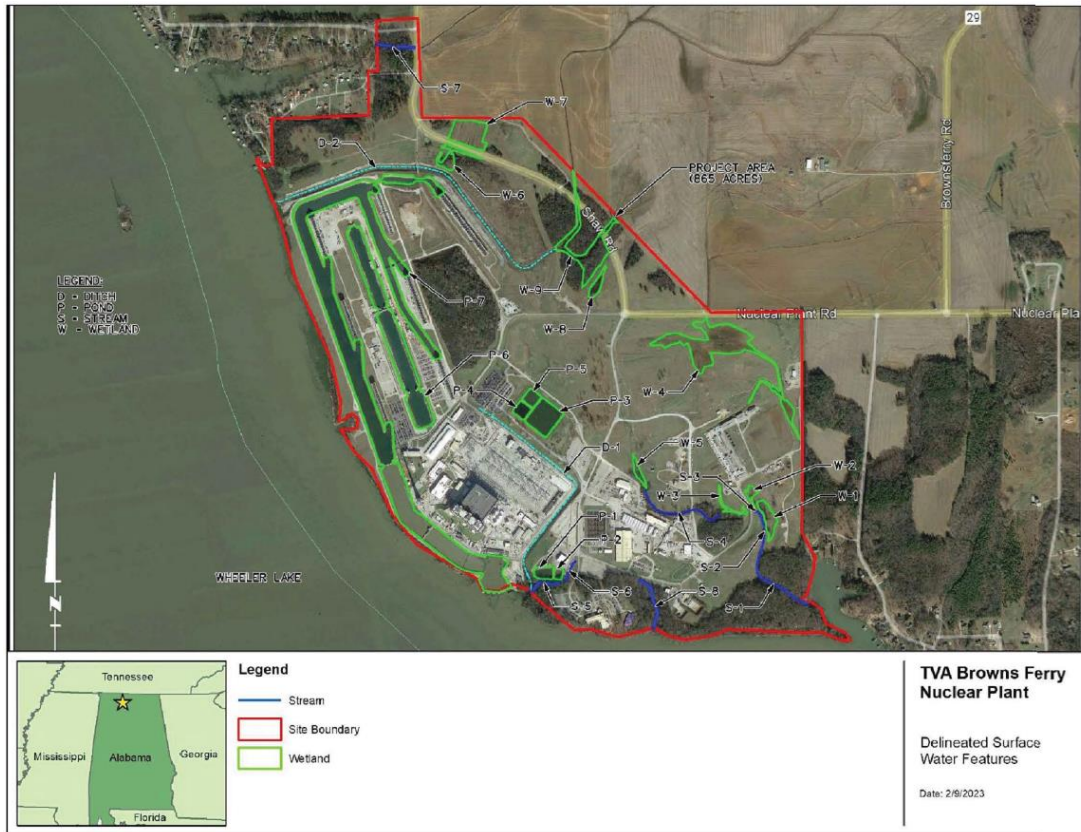 29
S-7
W-7
D-2
PROJECT AREA
(865 ACRES)
W-6
Brownsferry Rd
Shaw Rd
LEGEND:
D - DITCH
P - POND
S - STREAM
W - WETLAND
W-9
P-7
W-8
Nuclear Plant Rd
Nuclear Pla
P-6
P-5
P-4
P-3
W-4
D-1
W-5
W-2
S-3
W-3
W-1
P-1
S-4
P-2
S-2
WHEELER LAKE
S-6
S-8
S-5
S-1
N
Tennessee
Mississippi
Alabama
Georgia
Florida
Legend
Stream
Site Boundary
Wetland
TVA Browns Ferry
Nuclear Plant
Delineated Surface
Water Features
Date: 2/9/2023